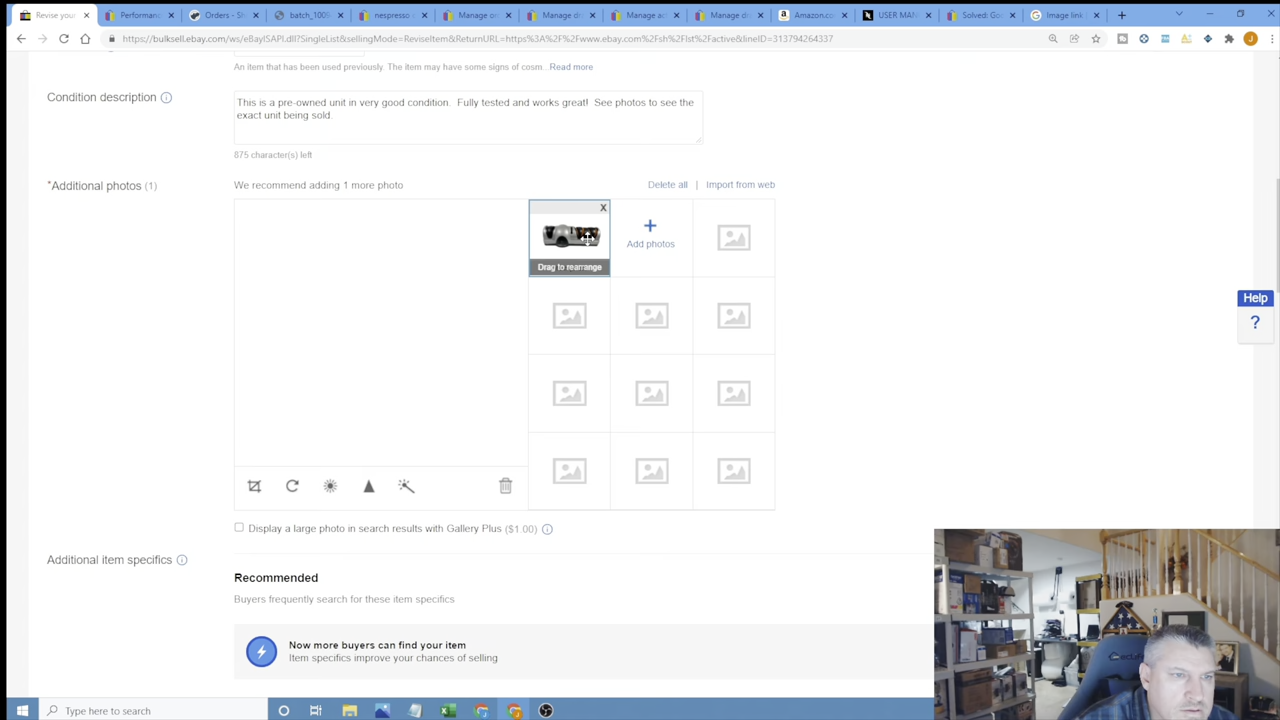 Revise your
Performanc
Orders - Sh
batch_1005
nespresso c
Manage or
Manage dr
Manage ac
Manage dr
Amazon.co
USER MAN
Solved: Goo
Image link [
https://bulksell.ebay.com/ws/eBayISAPI.dll?SingleList&sellingMode=ReviseItem&ReturnURL=https%3A%2F%2Fwww.ebay.com%2Fsh%2Flst%2Factive&lineID=313794264337
An item that has been used previously. The item may have some signs of cosm...Read more
Condition description
This is a pre-owned unit in very good condition. Fully tested and works great! See photos to see the
exact unit being sold.
875 character(s) left
*Additional photos (1)
We recommend adding 1 more photo
Delete all | Import from web
X
Add photos
Drag to rearrange
Help
?
Display a large photo in search results with Gallery Plus ($1.00)
Additional item specifics
Recommended
Buyers frequently search for these item specifics
Now more buyers can find your item
Item specifics improve your chances of selling
Type here to search